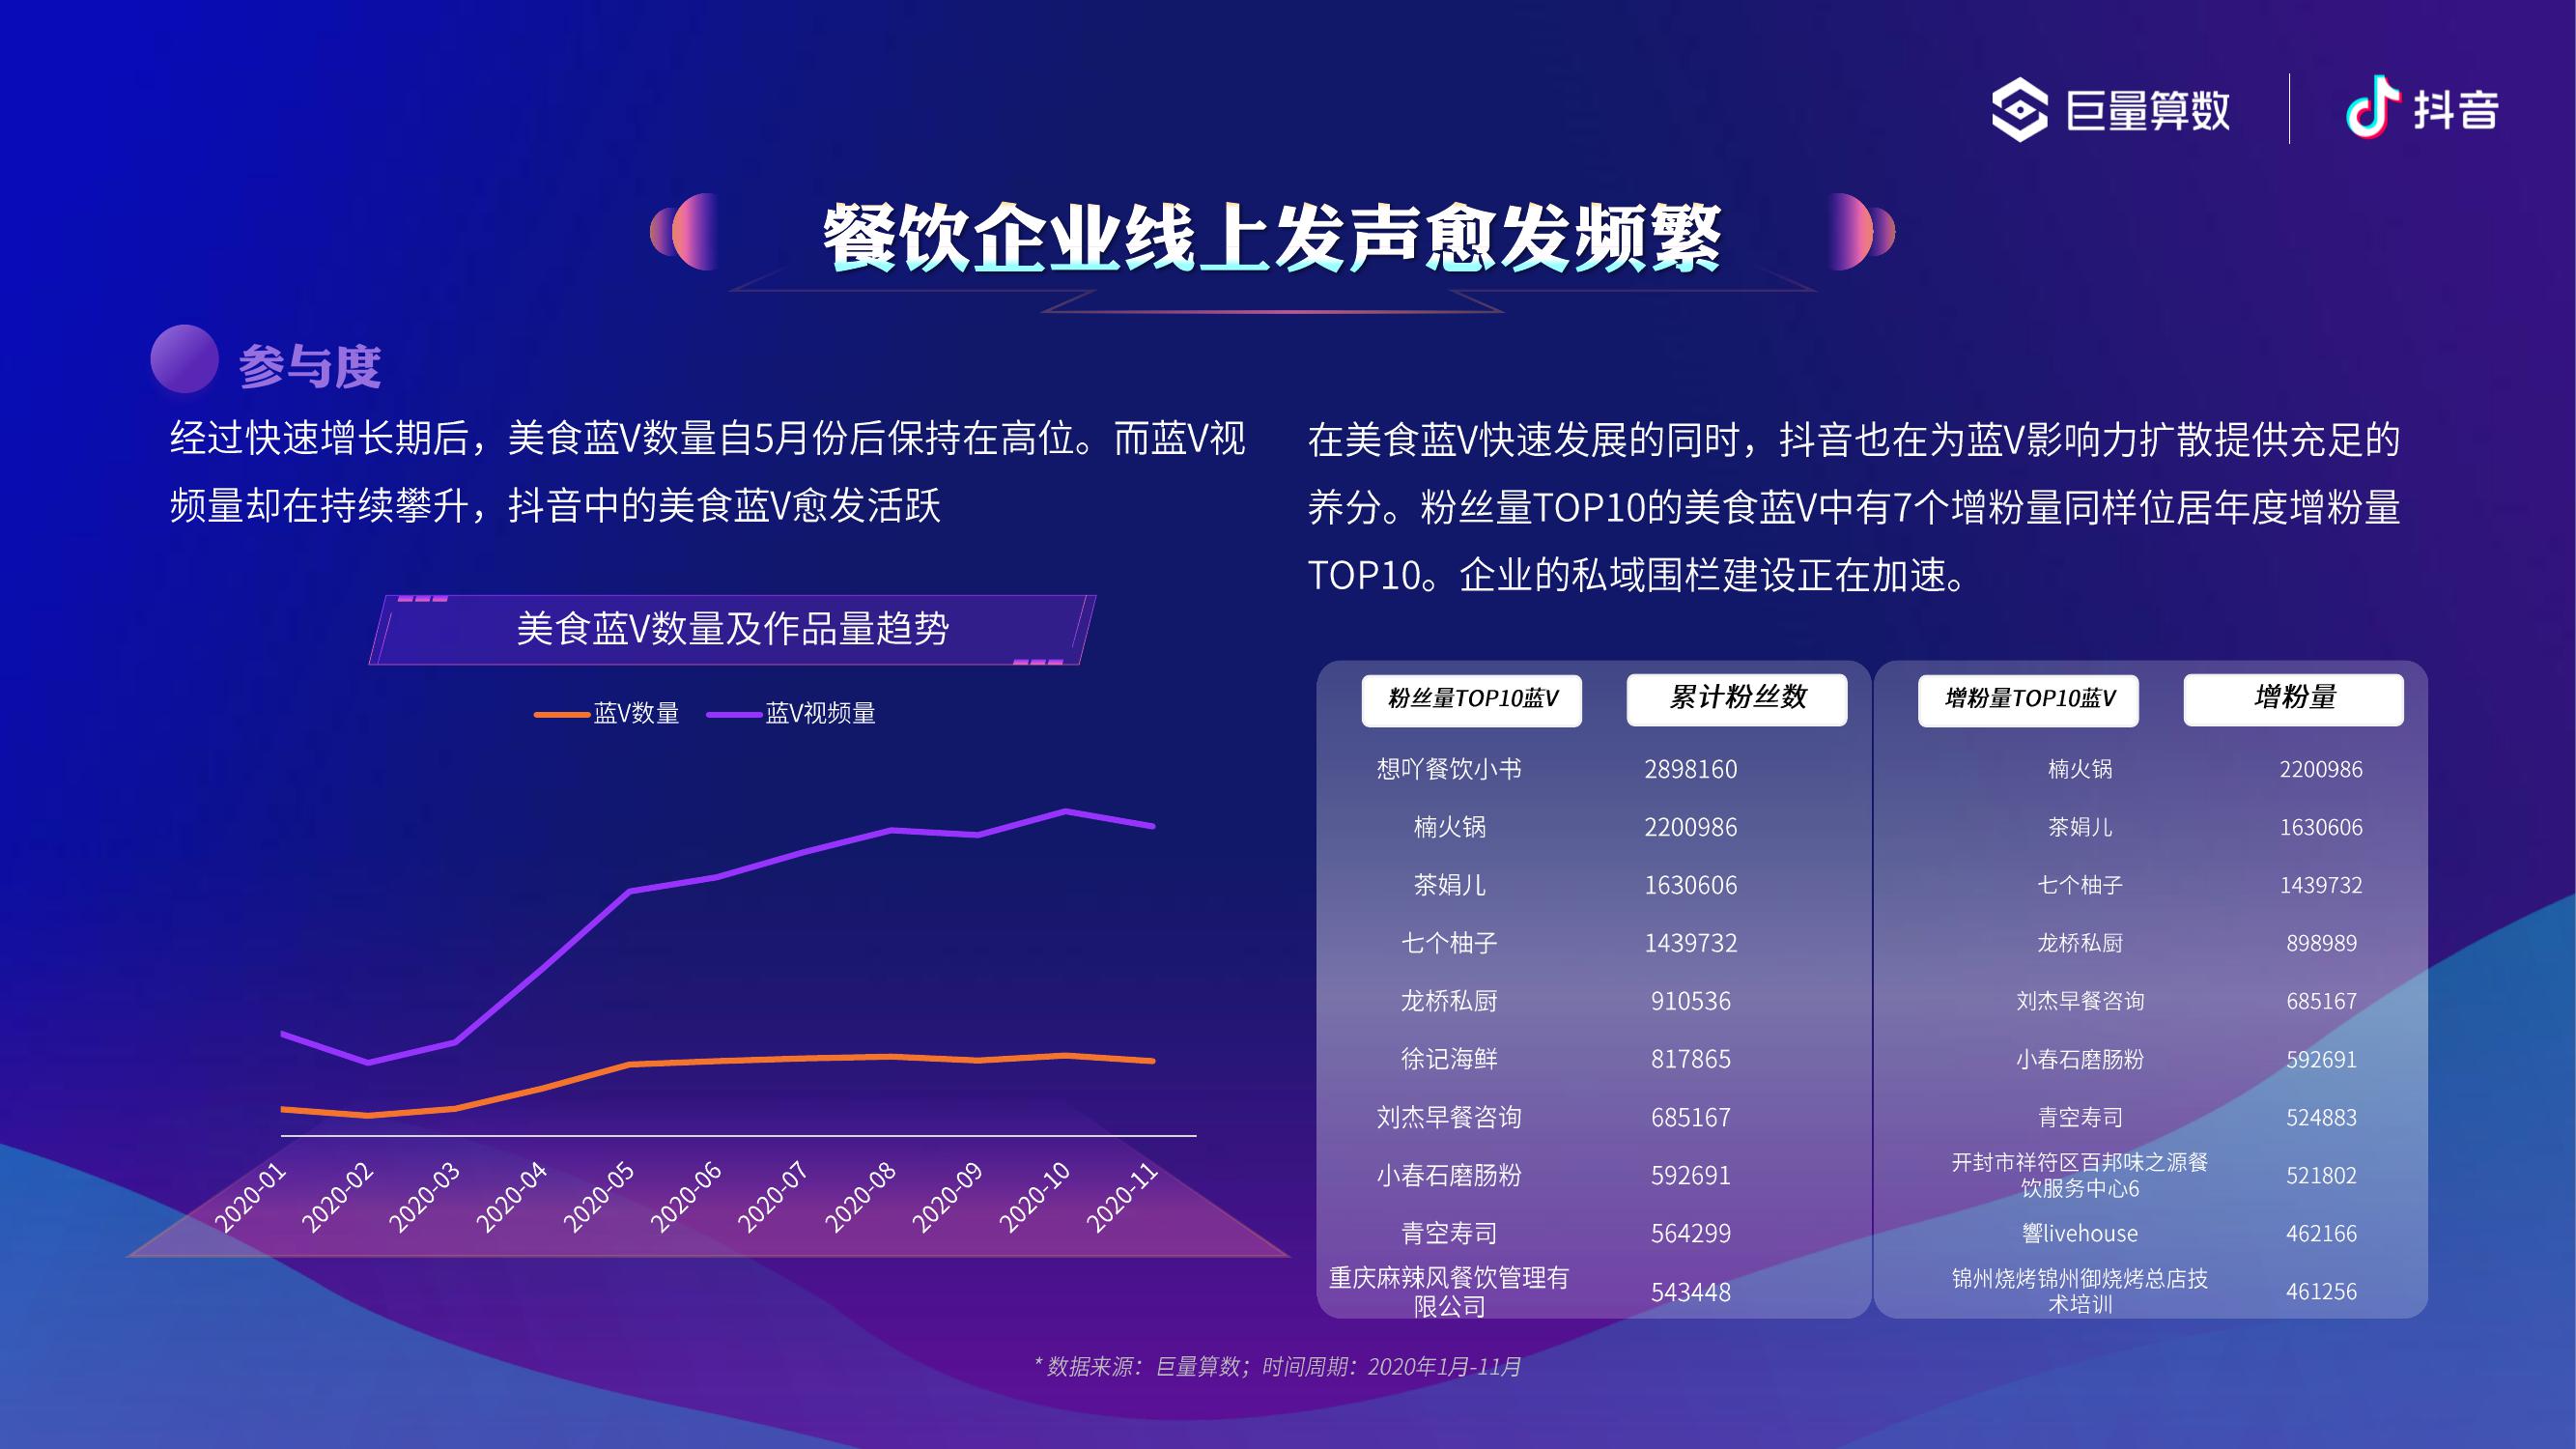 巨量算数
抖音
餐饮企业线上发声愈发频繁
参与度
经过快速增长期后，美食蓝V数量自5月份后保持在高位。而蓝V视
频量却在持续攀升，抖音中的美食蓝V愈发活跃
美食蓝V数量及作品量趋势
蓝V数量 蓝V视频量
2020-01 2020-02 2020-03 2020-04 2020-05 2020-06 2020-07 2020-08 2020-09 2020-10 2020-11
在美食蓝V快速发展的同时，抖音也在为蓝V影响力扩散提供充足的
养分。粉丝量TOP10的美食蓝V中有7个增粉量同样位居年度增粉量
TOP10。企业的私域围栏建设正在加速。
粉丝量TOP10蓝V 累计粉丝数
想吖餐饮小书 2898160
楠火锅 2200986
茶娟儿 1630606
七个柚子 1439732
龙桥私厨 910536
徐记海鲜 817865
刘杰早餐咨询 685167
小春石磨肠粉 592691
青空寿司 564299
重庆麻辣风餐饮管理有
限公司 543448
增粉量TOP10蓝V 增粉量
楠火锅 2200986
茶娟儿 1630606
七个柚子 1439732
龙桥私厨 898989
刘杰早餐咨询 685167
小春石磨肠粉 592691
青空寿司 524883
开封市祥符区百邦味之源餐
饮服务中心6 521802
響livehouse 462166
锦州烧烤锦州御烧烤总店技
术培训 461256
* 数据来源：巨量算数；时间周期：2020年1月-11月